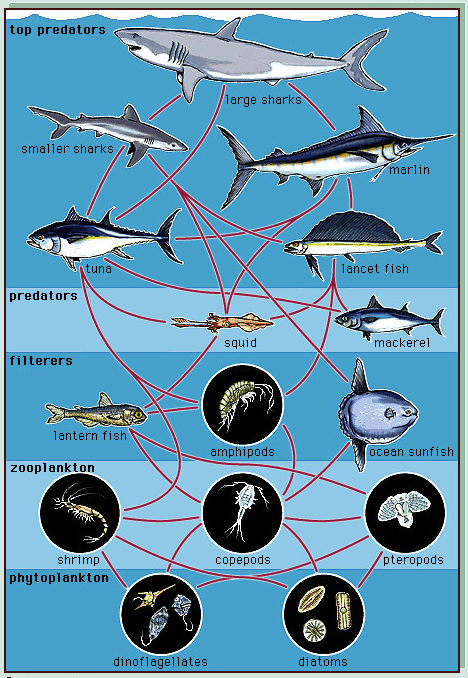 top predators
large sharks
smaller sharks
marlin
tuna
lancet fish
predators
squid
mackerel
filterers
lantern fish
amphipods
ocean sunfish
zooplankton
shrimp
copepods
pteropods
phytoplankton
dinoflagellates
diatoms